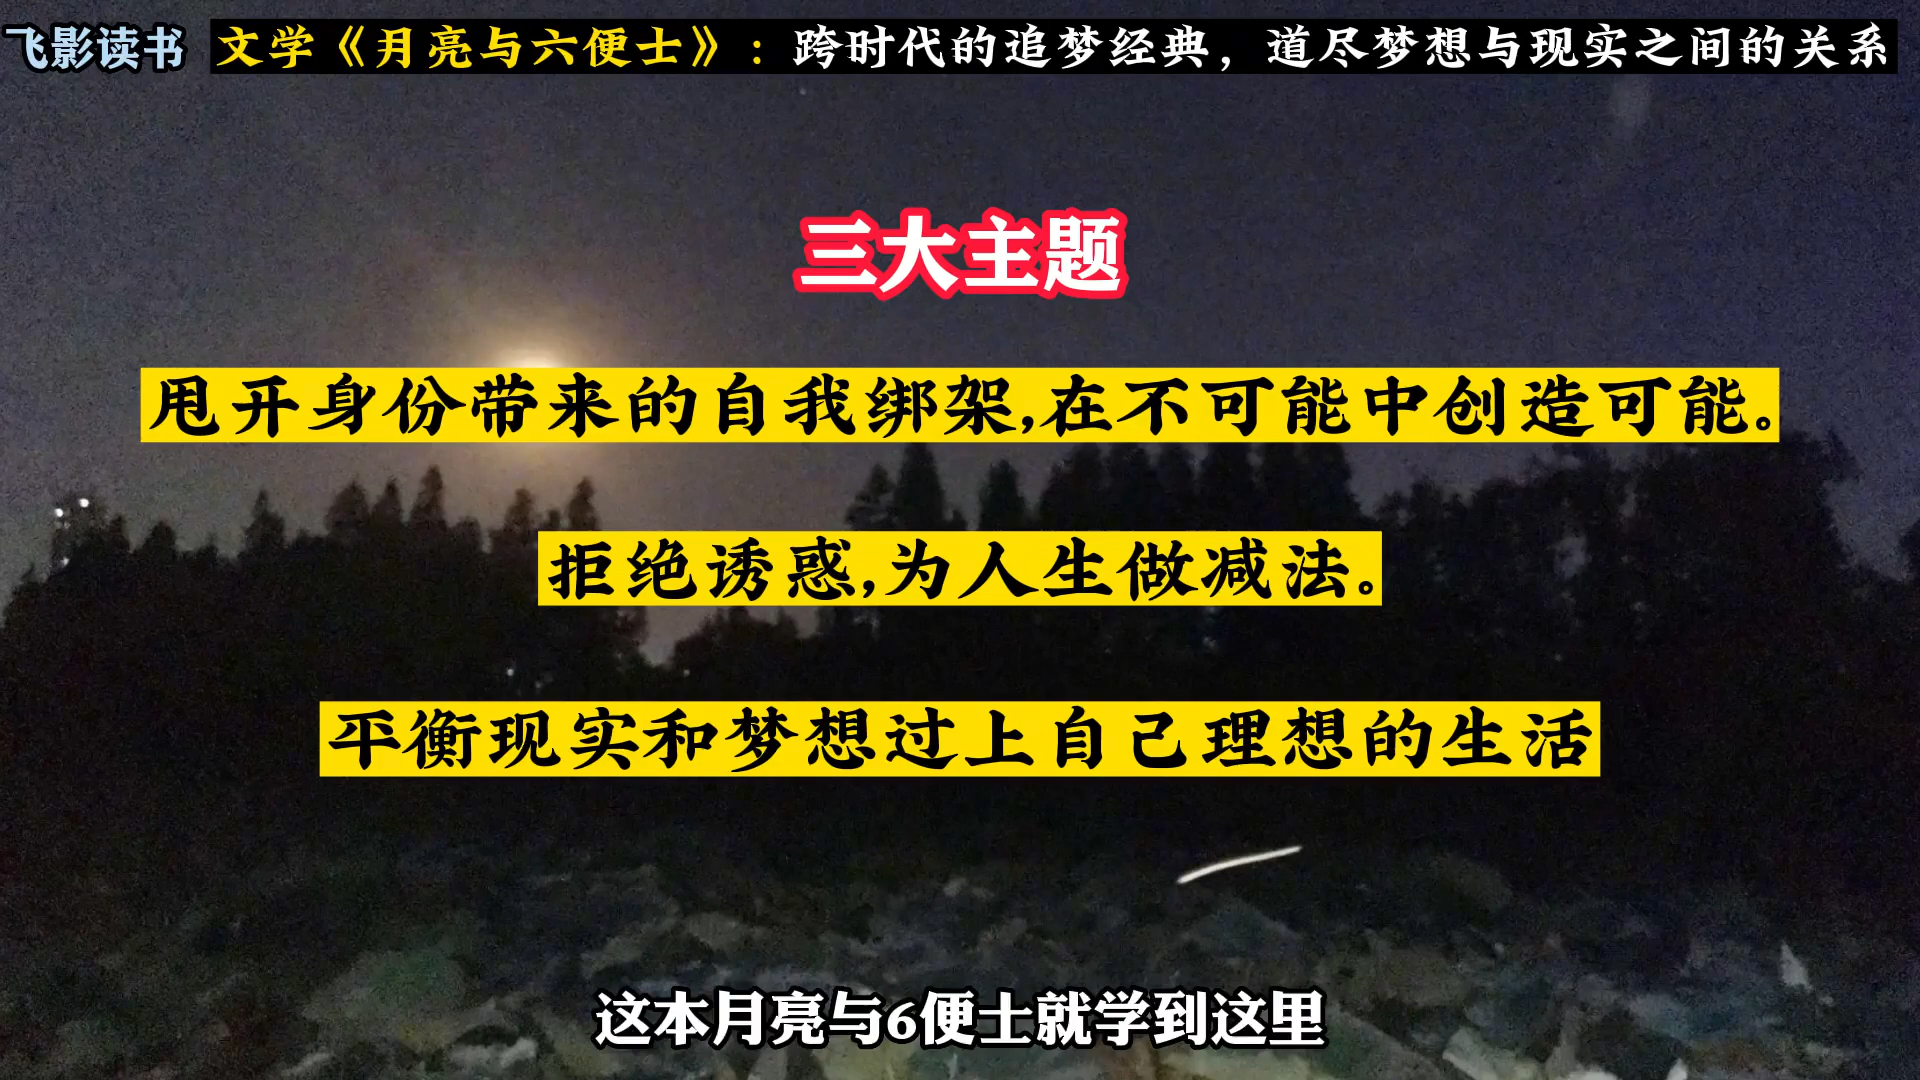 飞影读书 文学《月亮与六便士》：跨时代的追梦经典，道尽梦想与现实之间的关系
三大主题
甩开身份带来的自我绑架,在不可能中创造可能。
拒绝诱惑,为人生做减法。
平衡现实和梦想过上自己理想的生活
这本月亮与6便士就学到这里